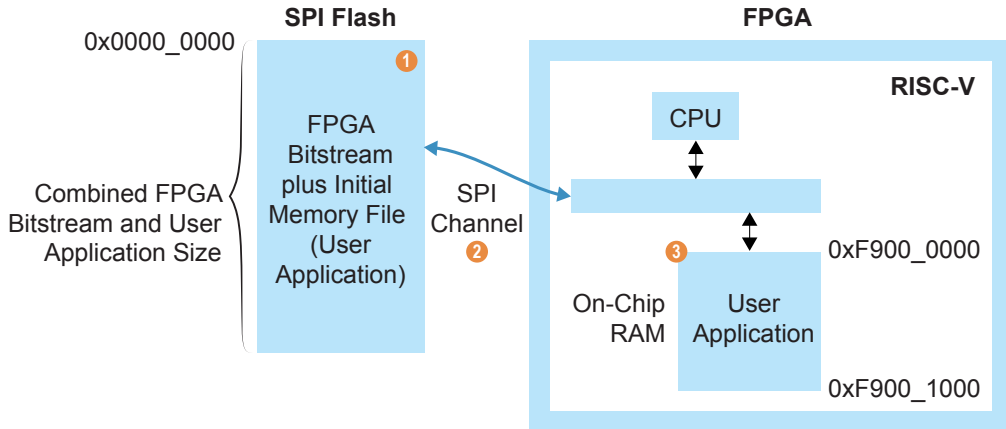 SPI Flash
FPGA
0x0000_0000
1
RISC-V
CPU
FPGA
Bitstream
plus Initial
Memory File
(User
Application)
Combined FPGA
Bitstream and User
Application Size
SPI
Channel
2
3
0xF900_0000
On-Chip
RAM
User
Application
0xF900_1000